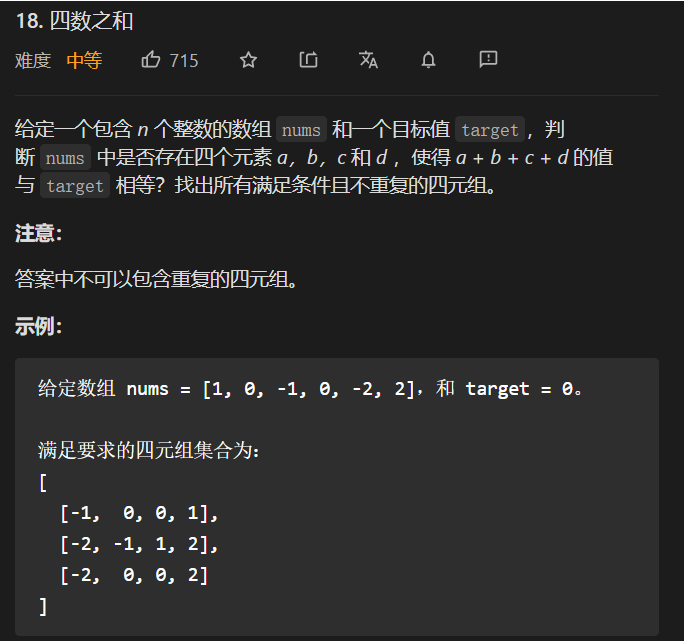 18. 四数之和
难度 中等 715
给定一个包含 n 个整数的数组 nums 和一个目标值 target，判
断 nums 中是否存在四个元素 a，b，c 和 d ，使得 a + b + c + d 的值
与 target 相等？找出所有满足条件且不重复的四元组。
注意：
答案中不可以包含重复的四元组。
示例：
给定数组 nums = [1, 0, -1, 0, -2, 2]，和 target = 0。
满足要求的四元组集合为：
[
[-1, 0, 0, 1],
[-2, -1, 1, 2],
[-2, 0, 0, 2]
]